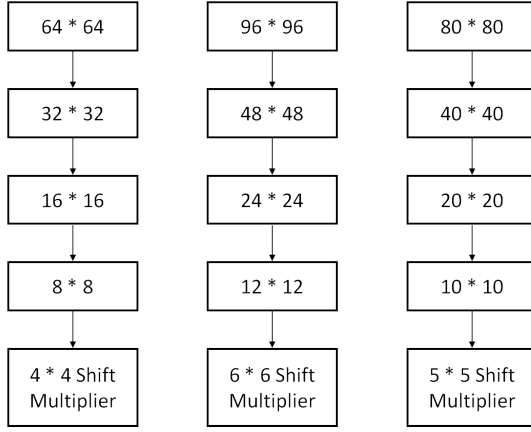 64 * 64
96 * 96
80 * 80
32 * 32
48 * 48
40 * 40
16 * 16
24 * 24
20 * 20
8 * 8
12 * 12
10 * 10
4 * 4 Shift
Multiplier
6 * 6 Shift
Multiplier
5 * 5 Shift
Multiplier